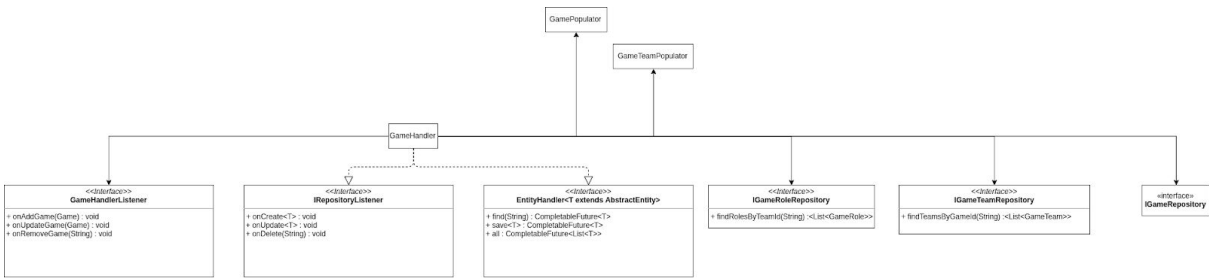 GamePopulator
GameTeamPopulator
GameHandler
<<Interface>>
GameHandlerListener
+ onAddGame(Game) : void
+ onUpdateGame(Game) : void
+ onRemoveGame(String) : void
<<Interface>>
IRepositoryListener
+ onCreate<T> : void
+ onUpdate<T> : void
+ onDelete(String) : void
<<Interface>>
EntityHandler<T extends AbstractEntity>
+ find(String) : CompletableFuture<T>
+ save<T> : CompletableFuture<T>
+ all : CompletableFuture<List<T>>
<<Interface>>
IGameRoleRepository
+ findRolesByTeamId(String) :<List<GameRole>>
<<Interface>>
IGameTeamRepository
+ findTeamsByGameId(String) :<List<GameTeam>>
«interface»
IGameRepository